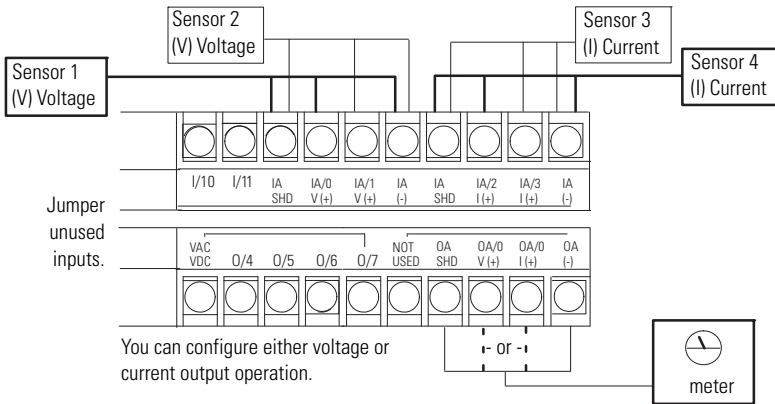 Sensor 2
(V) Voltage
Sensor 3
(I) Current
Sensor 1
(V) Voltage
Sensor 4
(I) Current
I/10 I/11 IA SHD IA/0 V (+) IA/1 V (+) IA (-) IA SHD IA/2 I (+) IA/3 I (+) IA (-)
Jumper
unused
inputs.
VAC VDC O/4 O/5 O/6 O/7 NOT USED OA SHD OA/0 V (+) OA/0 I (+) OA (-)
You can configure either voltage or
current output operation.
- or -
meter